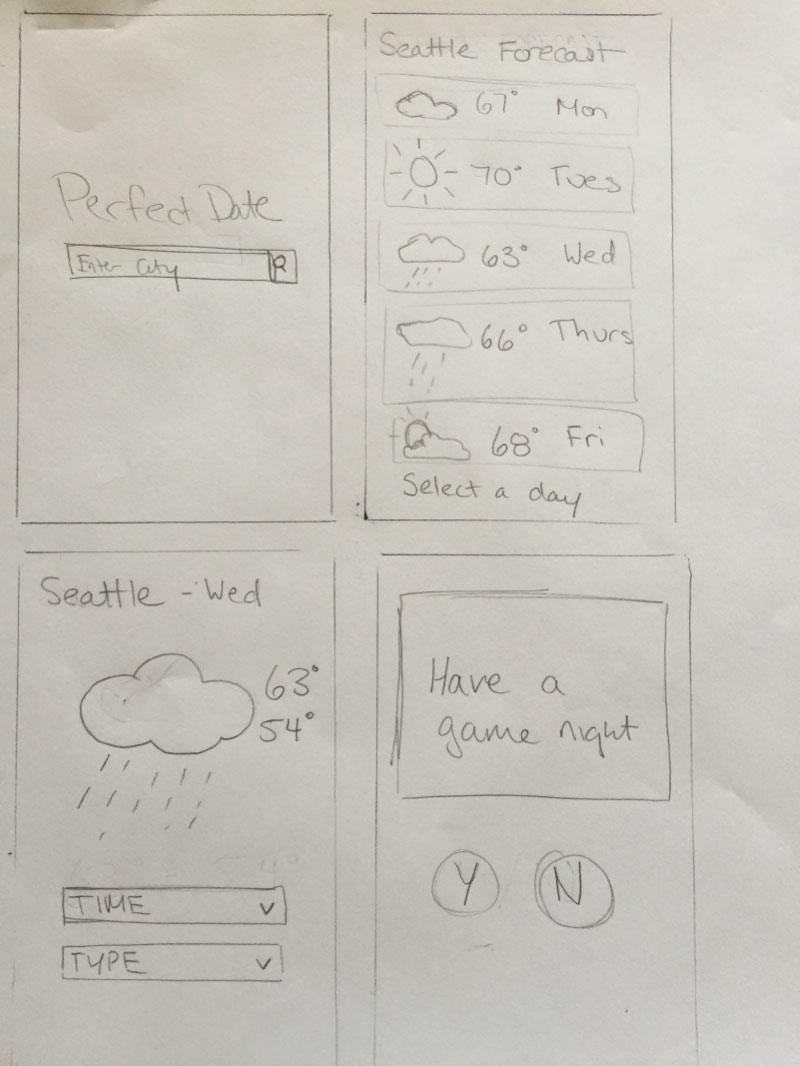 Perfect Date
Enter City
Seattle Forecast
67° Mon
70° Tues
63° Wed
66° Thurs
68° Fri
Select a day
Seattle - Wed
63°
54°
TIME
TYPE
Have a
game night
Y N